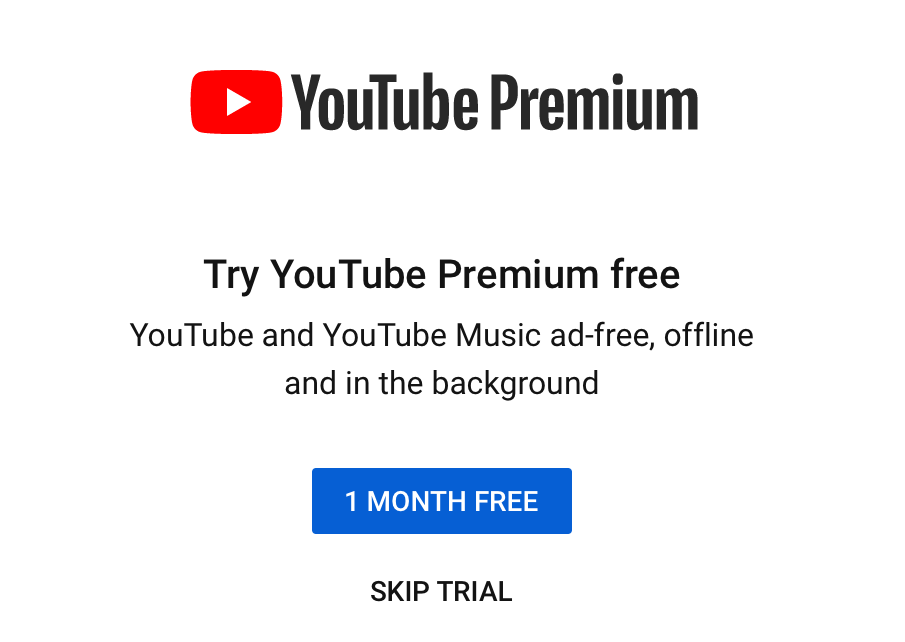 YouTube Premium
Try YouTube Premium free
YouTube and YouTube Music ad-free, offline
and in the background
1 MONTH FREE
SKIP TRIAL